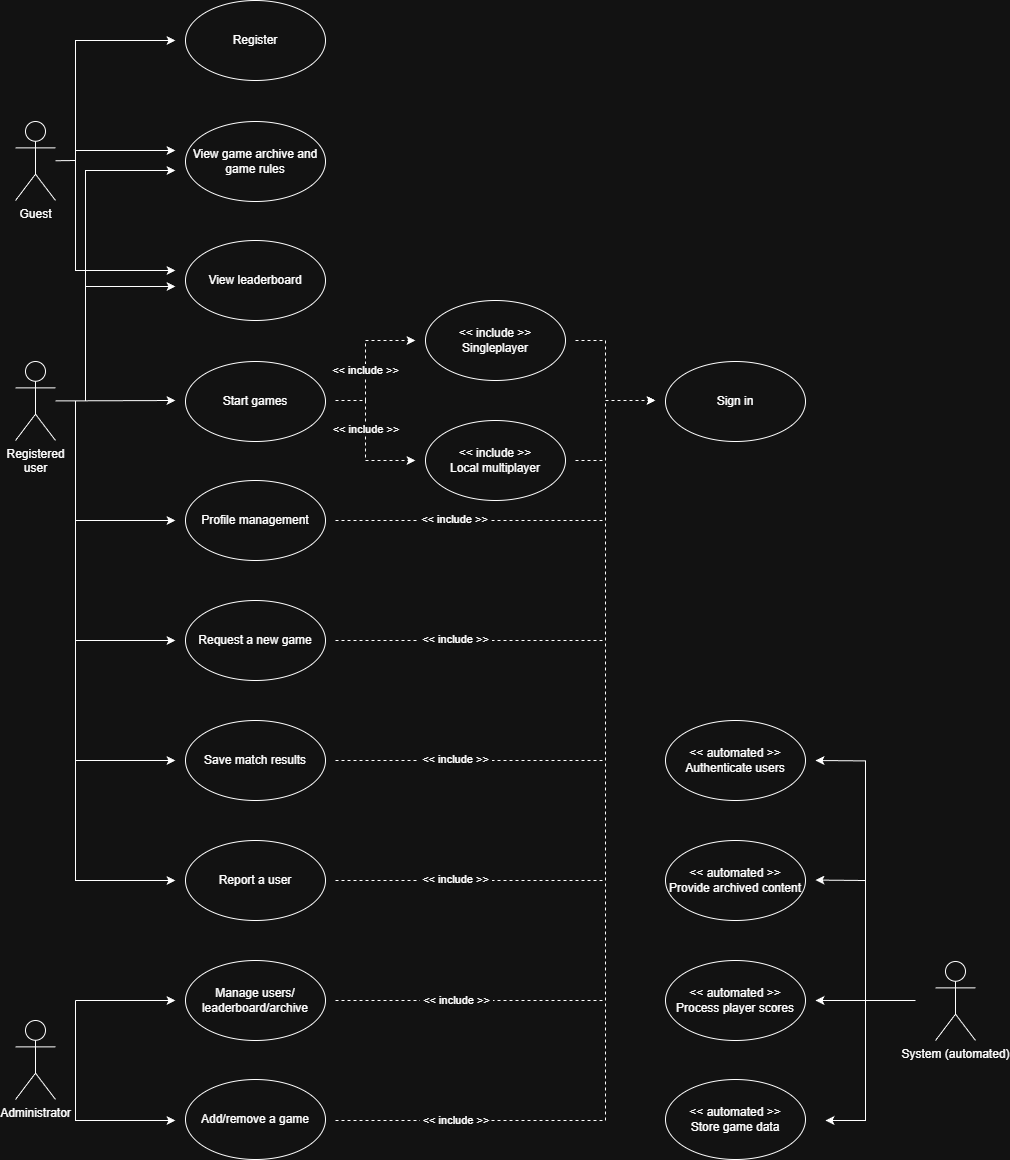 Register
View game archive and
game rules
Guest
View leaderboard
<< include >>
Singleplayer
<< include >>
Start games
Sign in
<< include >>
Registered
user
<< include >>
Local multiplayer
Profile management
<< include >>
Request a new game
<< include >>
Save match results
<< include >>
<< automated >>
Authenticate users
Report a user
<< include >>
<< automated >>
Provide archived content
Manage users/
leaderboard/archive
<< include >>
<< automated >>
Process player scores
System (automated)
Administrator
Add/remove a game
<< include >>
<< automated >>
Store game data